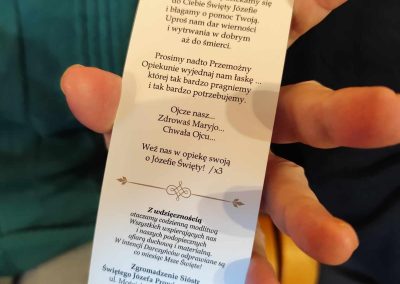 do Ciebie Święty Józefie
i błagamy o pomoc Twoją.
Uproś nam dar wierności
i wytrwania w dobrym
aż do śmierci.
Prosimy nadto Przemożny
Opiekunie wyjednaj nam łaskę ...
której tak bardzo pragniemy
i tak bardzo potrzebujemy.
Ojcze nasz...
Zdrowaś Maryjo...
Chwała Ojcu...
Weź nas w opiekę swoją
o Józefie Święty! /x3
Z wdzięcznością
otaczamy codzienną modlitwą
Wszystkich wspierających nas
i naszych podopiecznych
ofiarą duchową i materialną.
W intencji Darczyńców odprawiane są
co miesiąc Msze Święte!
Zgromadzenie Sióstr
Świętego Józefa
ul.